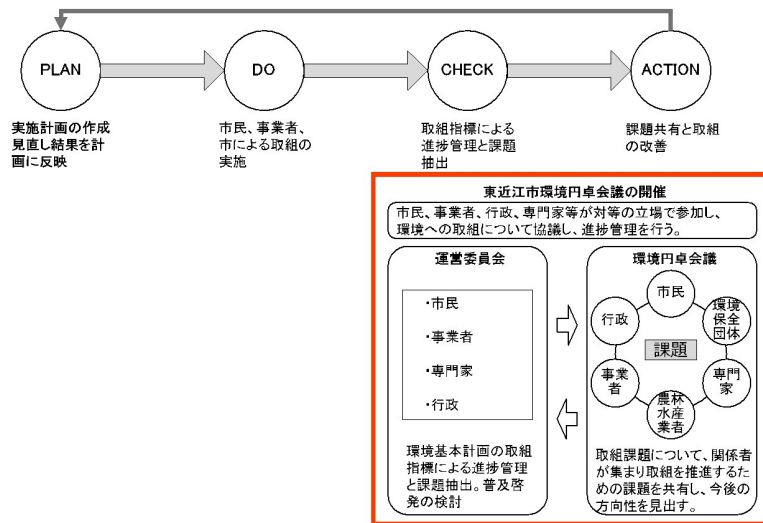 PLAN
DO
CHECK
ACTION
実施計画の作成
見直し結果を計
画に反映
市民、事業者、
市による取組の
実施
取組指標による
進捗管理と課題
抽出
課題共有と取組
の改善
東近江市環境円卓会議の開催
市民、事業者、行政、専門家等が対等の立場で参加し、
環境への取組について協議し、進捗管理を行う。
運営委員会
・市民
・事業者
・専門家
・行政
環境基本計画の取組
指標による進捗管理
と課題抽出。普及啓
発の検討
環境円卓会議
市民
環境
保全
団体
専門
家
農林
水産
業者
事業
者
行政
課題
取組課題について、関係者
が集まり取組を推進するた
めの課題を共有し、今後の
方向性を見出す。